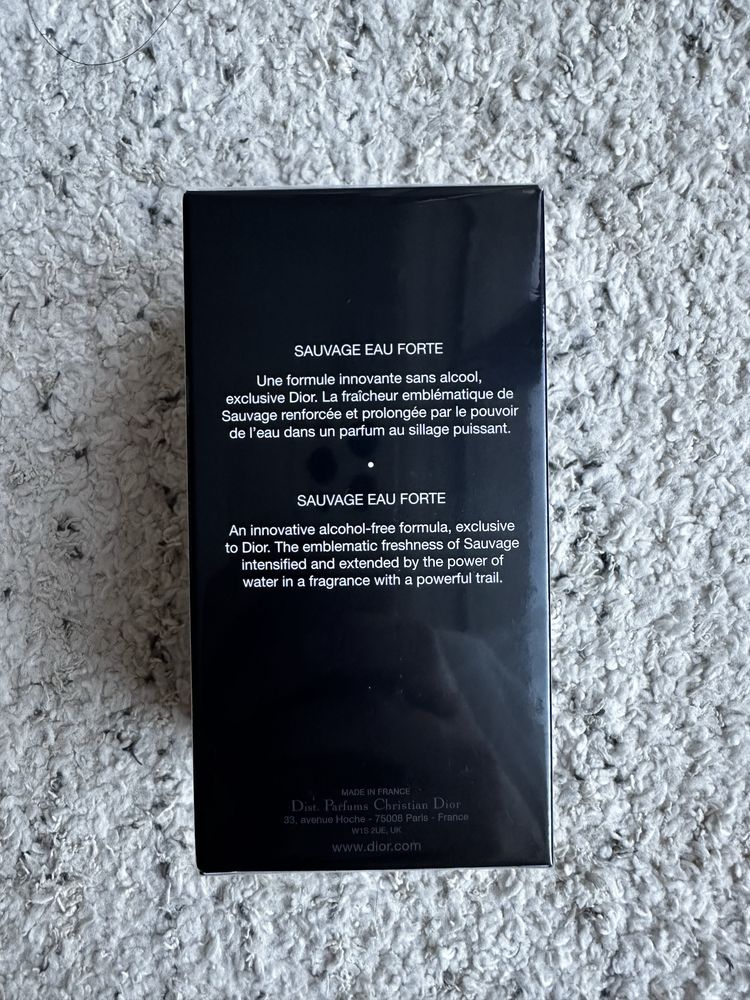 SAUVAGE EAU FORTE
Une formule innovante sans alcool,
exclusive Dior. La fraîcheur emblématique de
Sauvage renforcée et prolongée par le pouvoir
de l'eau dans un parfum au sillage puissant.
•
SAUVAGE EAU FORTE
An innovative alcohol-free formula, exclusive
to Dior. The emblematic freshness of Sauvage
intensified and extended by the power of
water in a fragrance with a powerful trail.
MADE IN FRANCE
Dist. Parfums Christian Dior
33, avenue Hoche - 75008 Paris - France
W1S 2UE, UK
www.dior.com